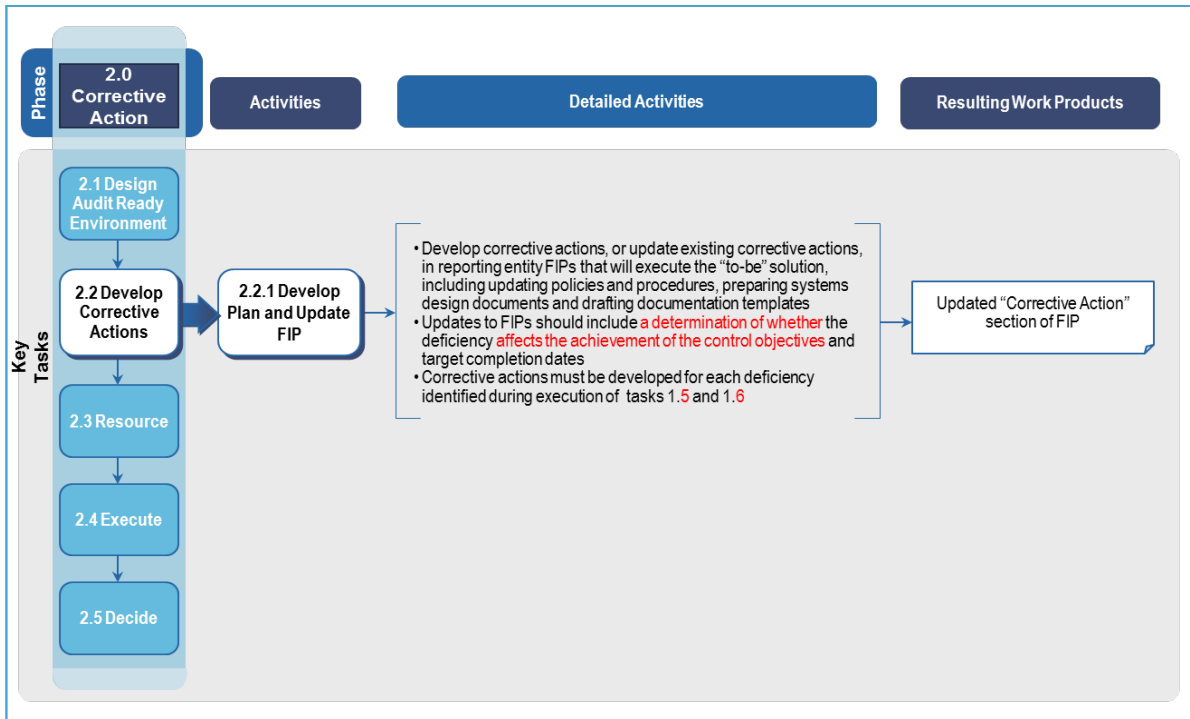 Phase
2.0
Corrective
Action
Activities
Detailed Activities
Resulting Work Products
Key
Tasks
2.1 Design
Audit Ready
Environment
2.2 Develop
Corrective
Actions
2.3 Resource
2.4 Execute
2.5 Decide
2.2.1 Develop
Plan and Update
FIP
• Develop corrective actions, or update existing corrective actions,
in reporting entity FIPs that will execute the “to-be” solution,
including updating policies and procedures, preparing systems
design documents and drafting documentation templates
• Updates to FIPs should include a determination of whether the
deficiency affects the achievement of the control objectives and
target completion dates
• Corrective actions must be developed for each deficiency
identified during execution of tasks 1.5 and 1.6
Updated “Corrective Action”
section of FIP